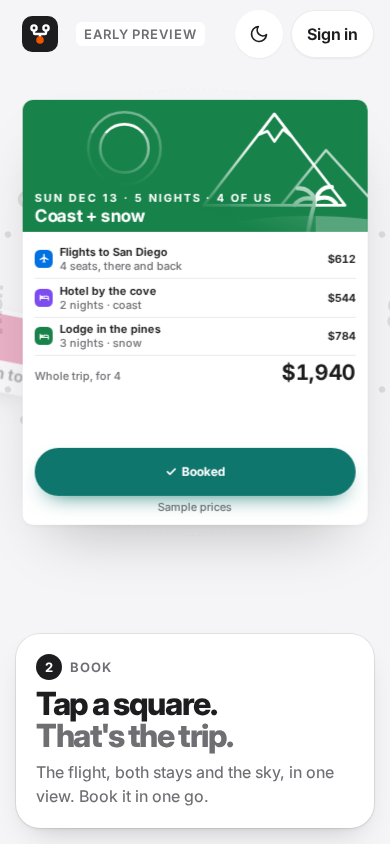 EARLY PREVIEW
Sign in
SUN DEC 13 · 5 NIGHTS · 4 OF US
Coast + snow
Flights to San Diego
4 seats, there and back
$612
Hotel by the cove
2 nights · coast
$544
Lodge in the pines
3 nights · snow
$784
Whole trip, for 4
$1,940
Booked
Sample prices
2 BOOK
Tap a square.
That's the trip.
The flight, both stays and the sky, in one
view. Book it in one go.